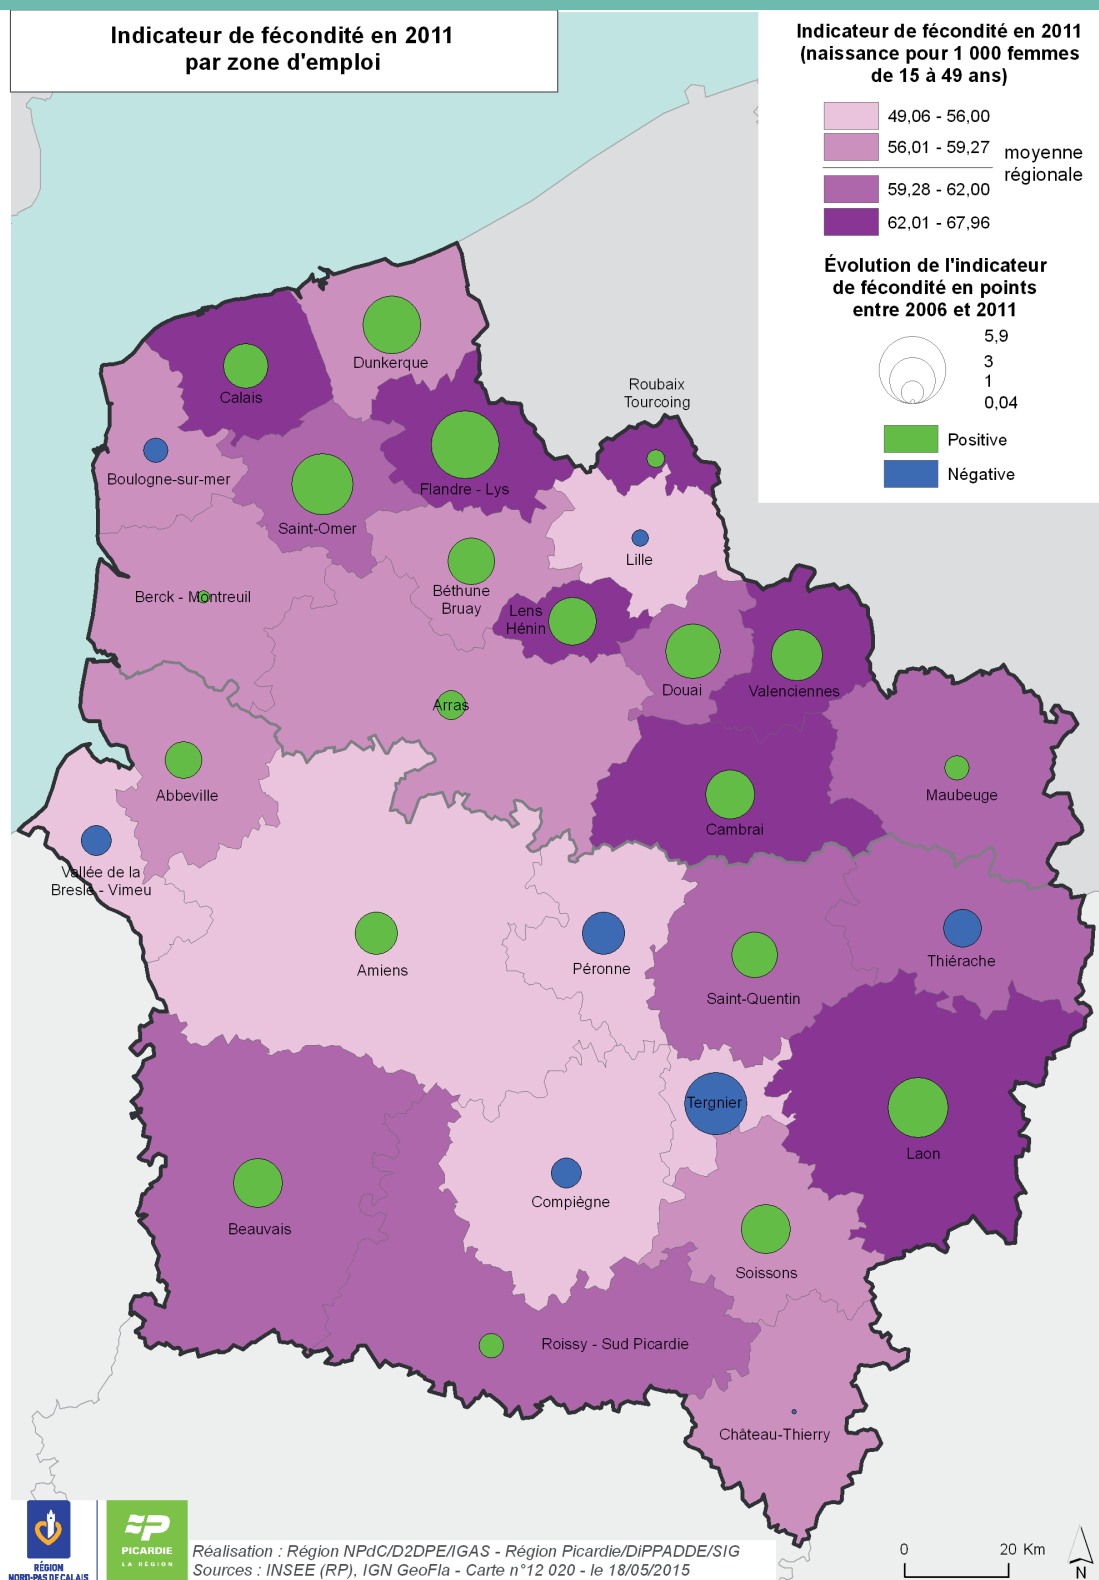 Indicateur de fécondité en 2011
par zone d'emploi
Indicateur de fécondité en 2011
(naissance pour 1 000 femmes
de 15 à 49 ans)
49,06 - 56,00
56,01 - 59,27
moyenne
régionale
59,28 - 62,00
62,01 - 67,96
Évolution de l'indicateur
de fécondité en points
entre 2006 et 2011
5,9
3
1
0,04
Positive
Négative
Dunkerque
Calais
Roubaix
Tourcoing
Boulogne-sur-mer
Flandre - Lys
Saint-Omer
Lille
Berck - Montreuil
Béthune
Bruay
Lens
Hénin
Douai
Valenciennes
Arras
Abbeville
Maubeuge
Cambrai
Vallée de la
Bresle - Vimeu
Amiens
Péronne
Thiérache
Saint-Quentin
Tergnier
Laon
Compiègne
Beauvais
Soissons
Roissy - Sud Picardie
Château-Thierry
RÉGION
NORD-PAS DE CALAIS
PICARDIE
LA RÉGION
Réalisation : Région NPdC/D2DPE/IGAS - Région Picardie/DiPPADDE/SIG
Sources : INSEE (RP), IGN GeoFla - Carte n°12 020 - le 18/05/2015
0 20 Km
N